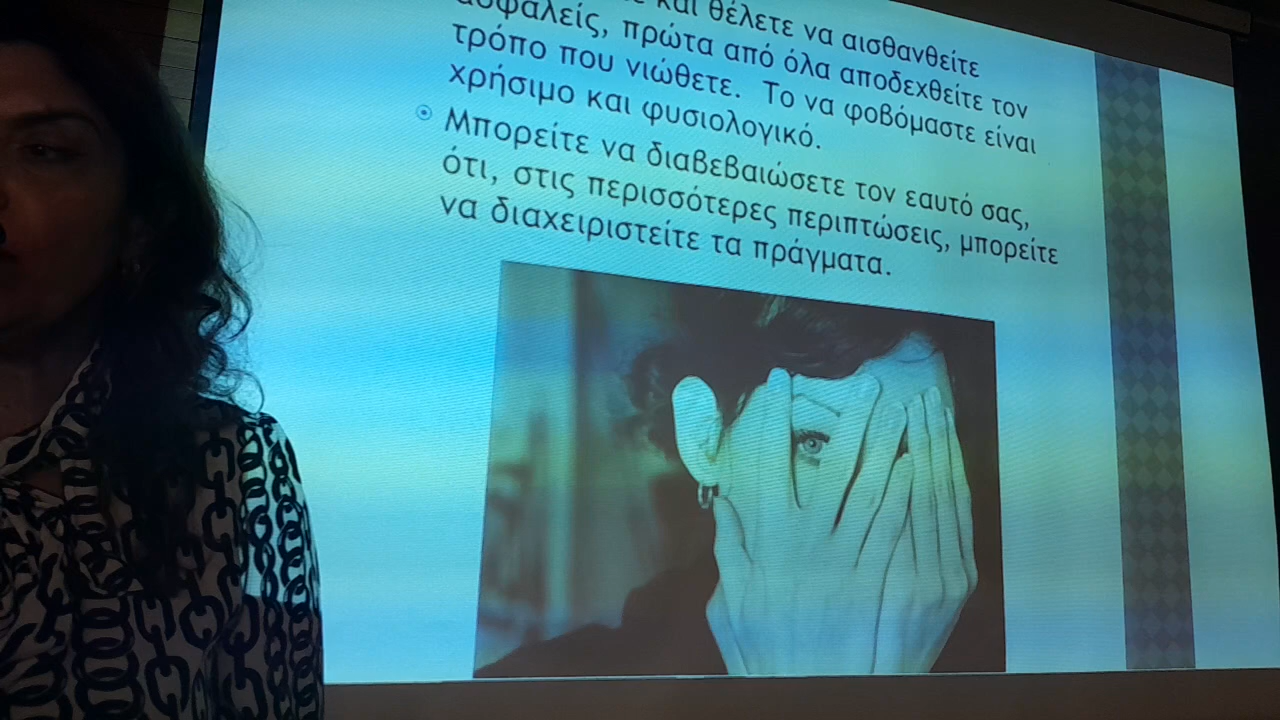 και θέλετε να αισθανθείτε
ασφαλείς, πρώτα από όλα αποδεχθείτε τον
τρόπο που νιώθετε. Το να φοβόμαστε είναι
χρήσιμο και φυσιολογικό.
Μπορείτε να διαβεβαιώσετε τον εαυτό σας,
ότι, στις περισσότερες περιπτώσεις, μπορείτε
να διαχειριστείτε τα πράγματα.